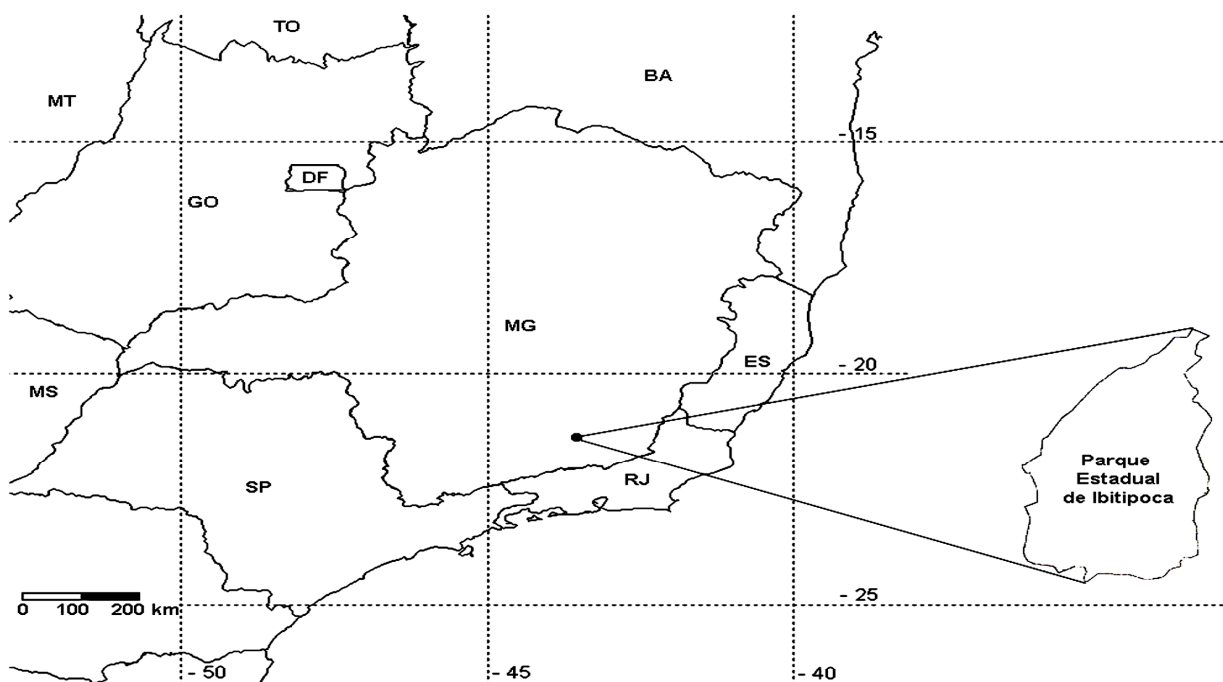 TO
BA
MT
- 15
DF
GO
MG
ES
- 20
MS
Parque
Estadual
de Ibitipoca
RJ
SP
0 100 200 km
- 25
- 50
- 45
- 40